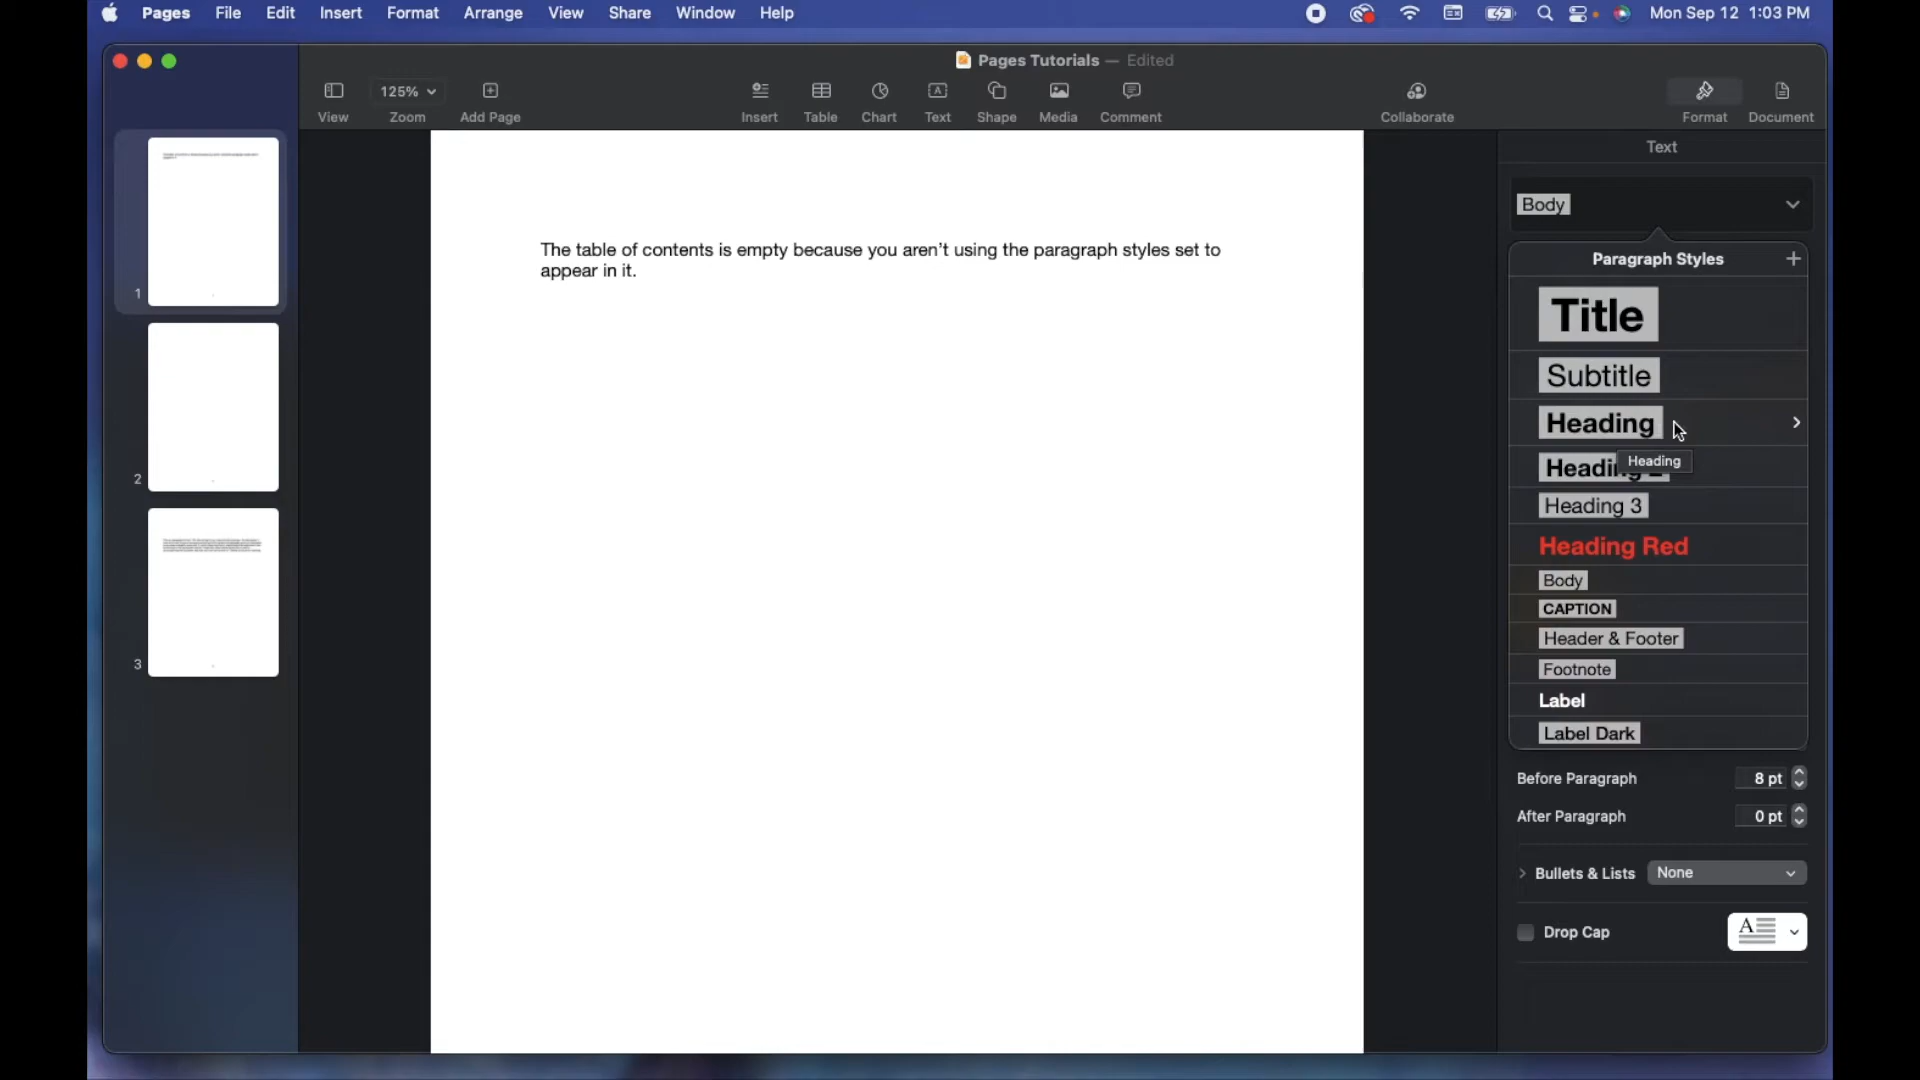 Pages File Edit Insert Format Arrange View Share Window Help Mon Sep 12 1:03 PM
Pages Tutorials — Edited
125%
View Zoom Add Page Insert Table Chart Text Shape Media Comment Collaborate Format Document
Text
Body
Paragraph Styles
Title
Subtitle
Heading
Heading
Heading 3
Heading Red
Body
CAPTION
Header & Footer
Footnote
Label
Label Dark
Before Paragraph 8 pt
After Paragraph 0 pt
Bullets & Lists None
Drop Cap
1
2
3
The table of contents is empty because you aren't using the paragraph styles set to
appear in it.